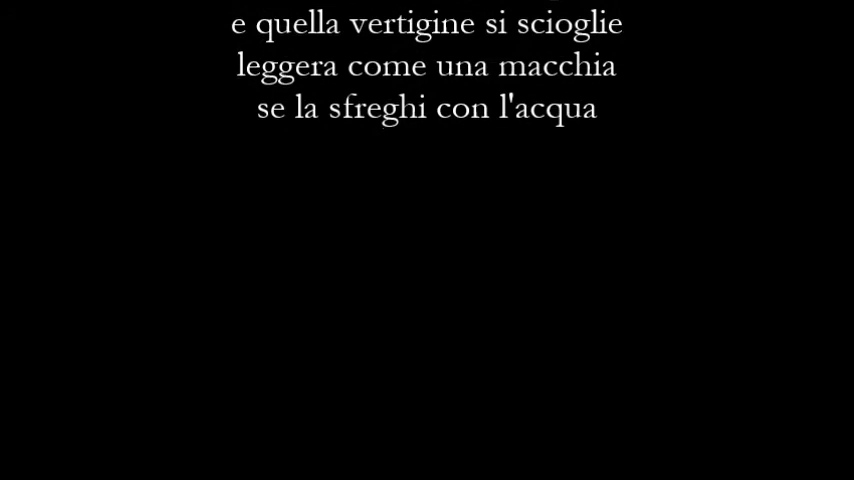 e quella vertigine si scioglie
leggera come una macchia
se la sfreghi con l'acqua